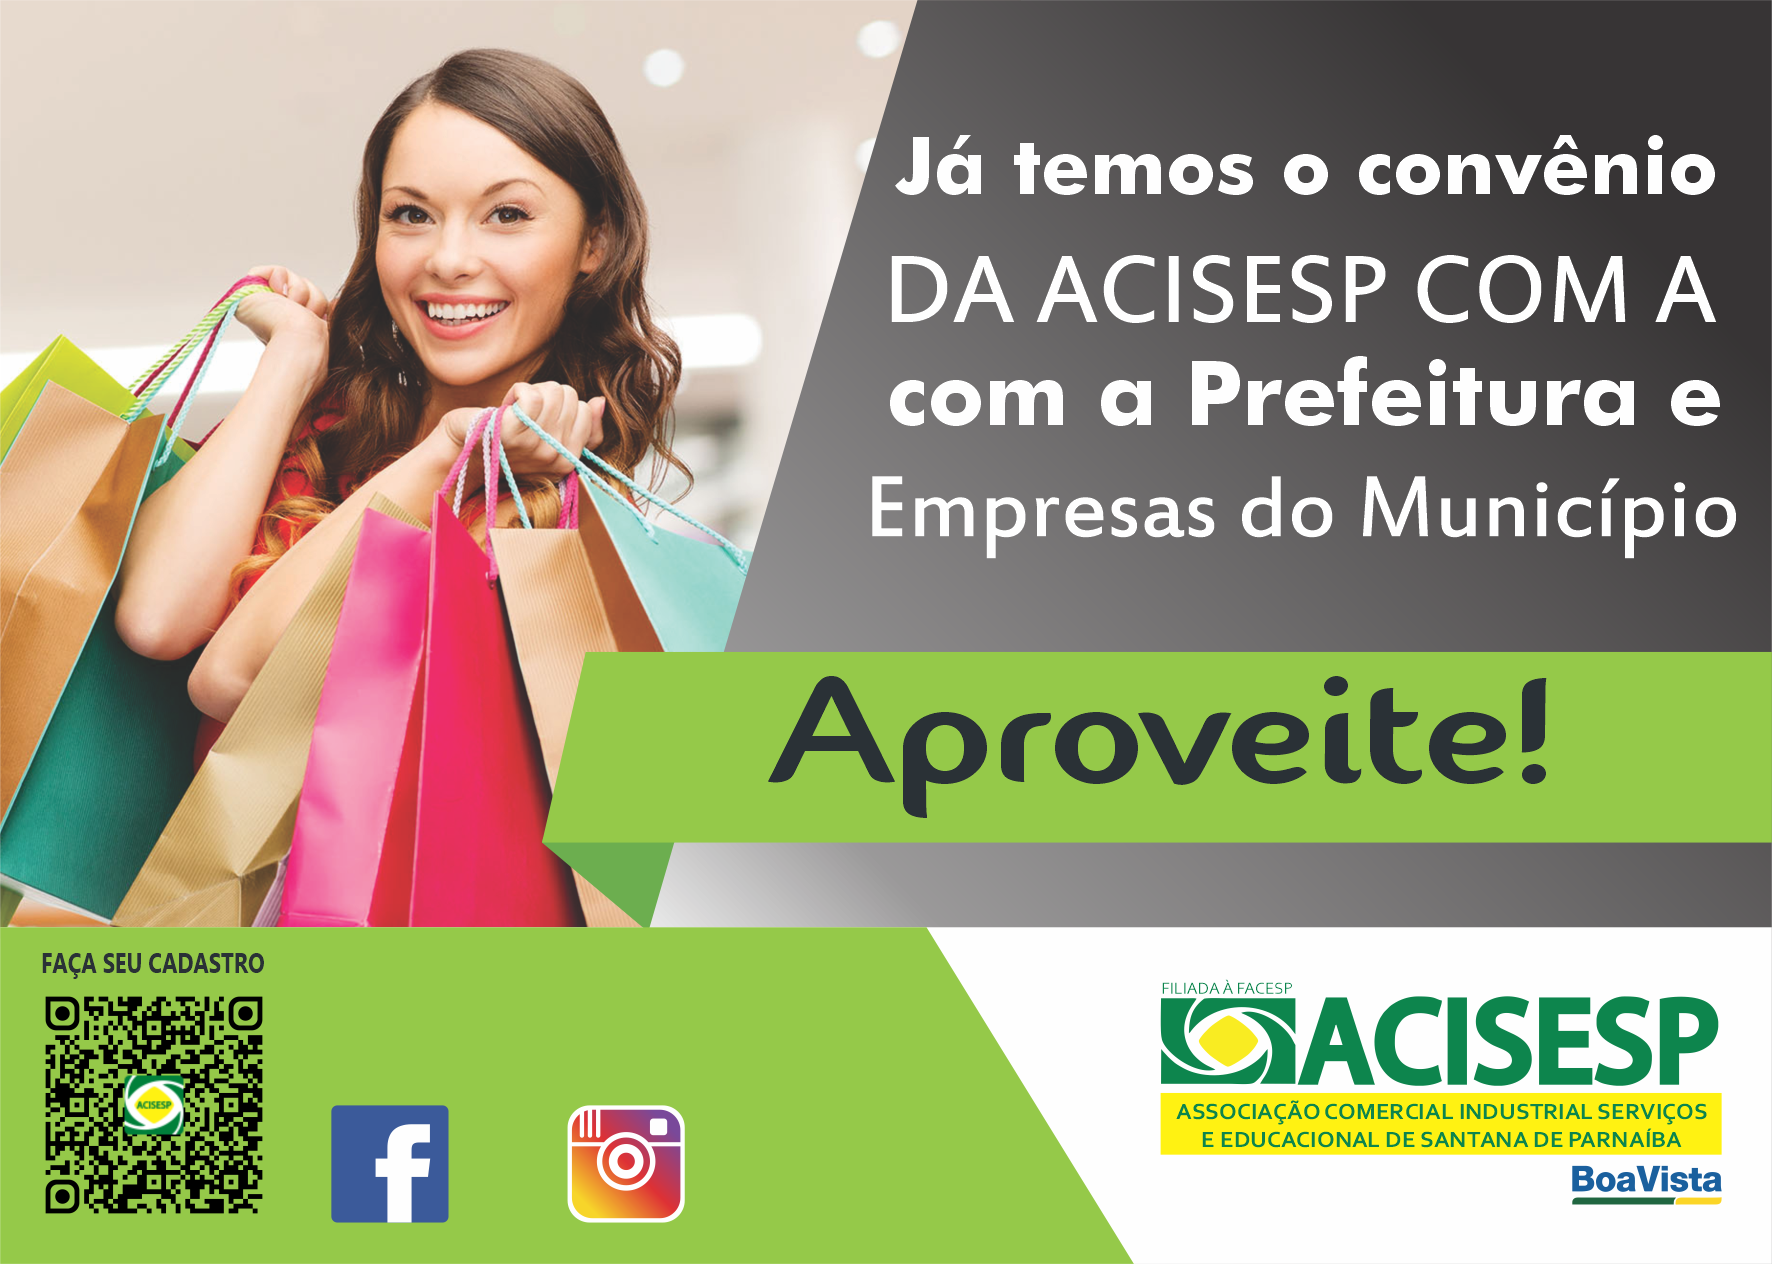 Já temos o convênio
DA ACISESP COM A
com a Prefeitura e
Empresas do Município
Aproveite!
FAÇA SEU CADASTRO
ACISESP
FILIADA À FACESP
ACISESP
ASSOCIAÇÃO COMERCIAL INDUSTRIAL SERVIÇOS
E EDUCACIONAL DE SANTANA DE PARNAÍBA
BoaVista